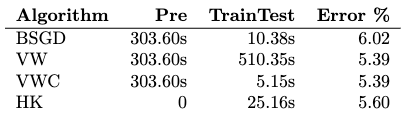 Algorithm Pre TrainTest Error %
BSGD 303.60s 10.38s 6.02
VW 303.60s 510.35s 5.39
VWC 303.60s 5.15s 5.39
HK 0 25.16s 5.60